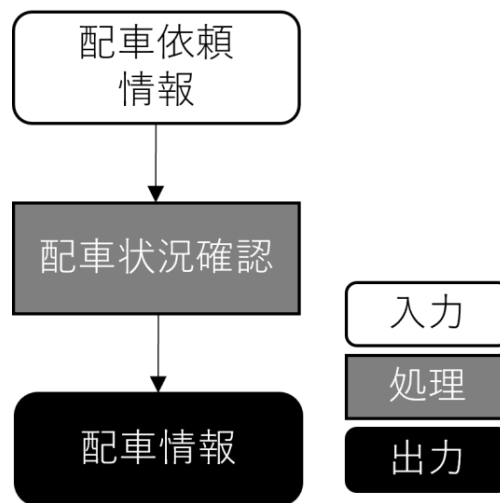 配車依頼
情報
配車状況確認
配車情報
入力
処理
出力